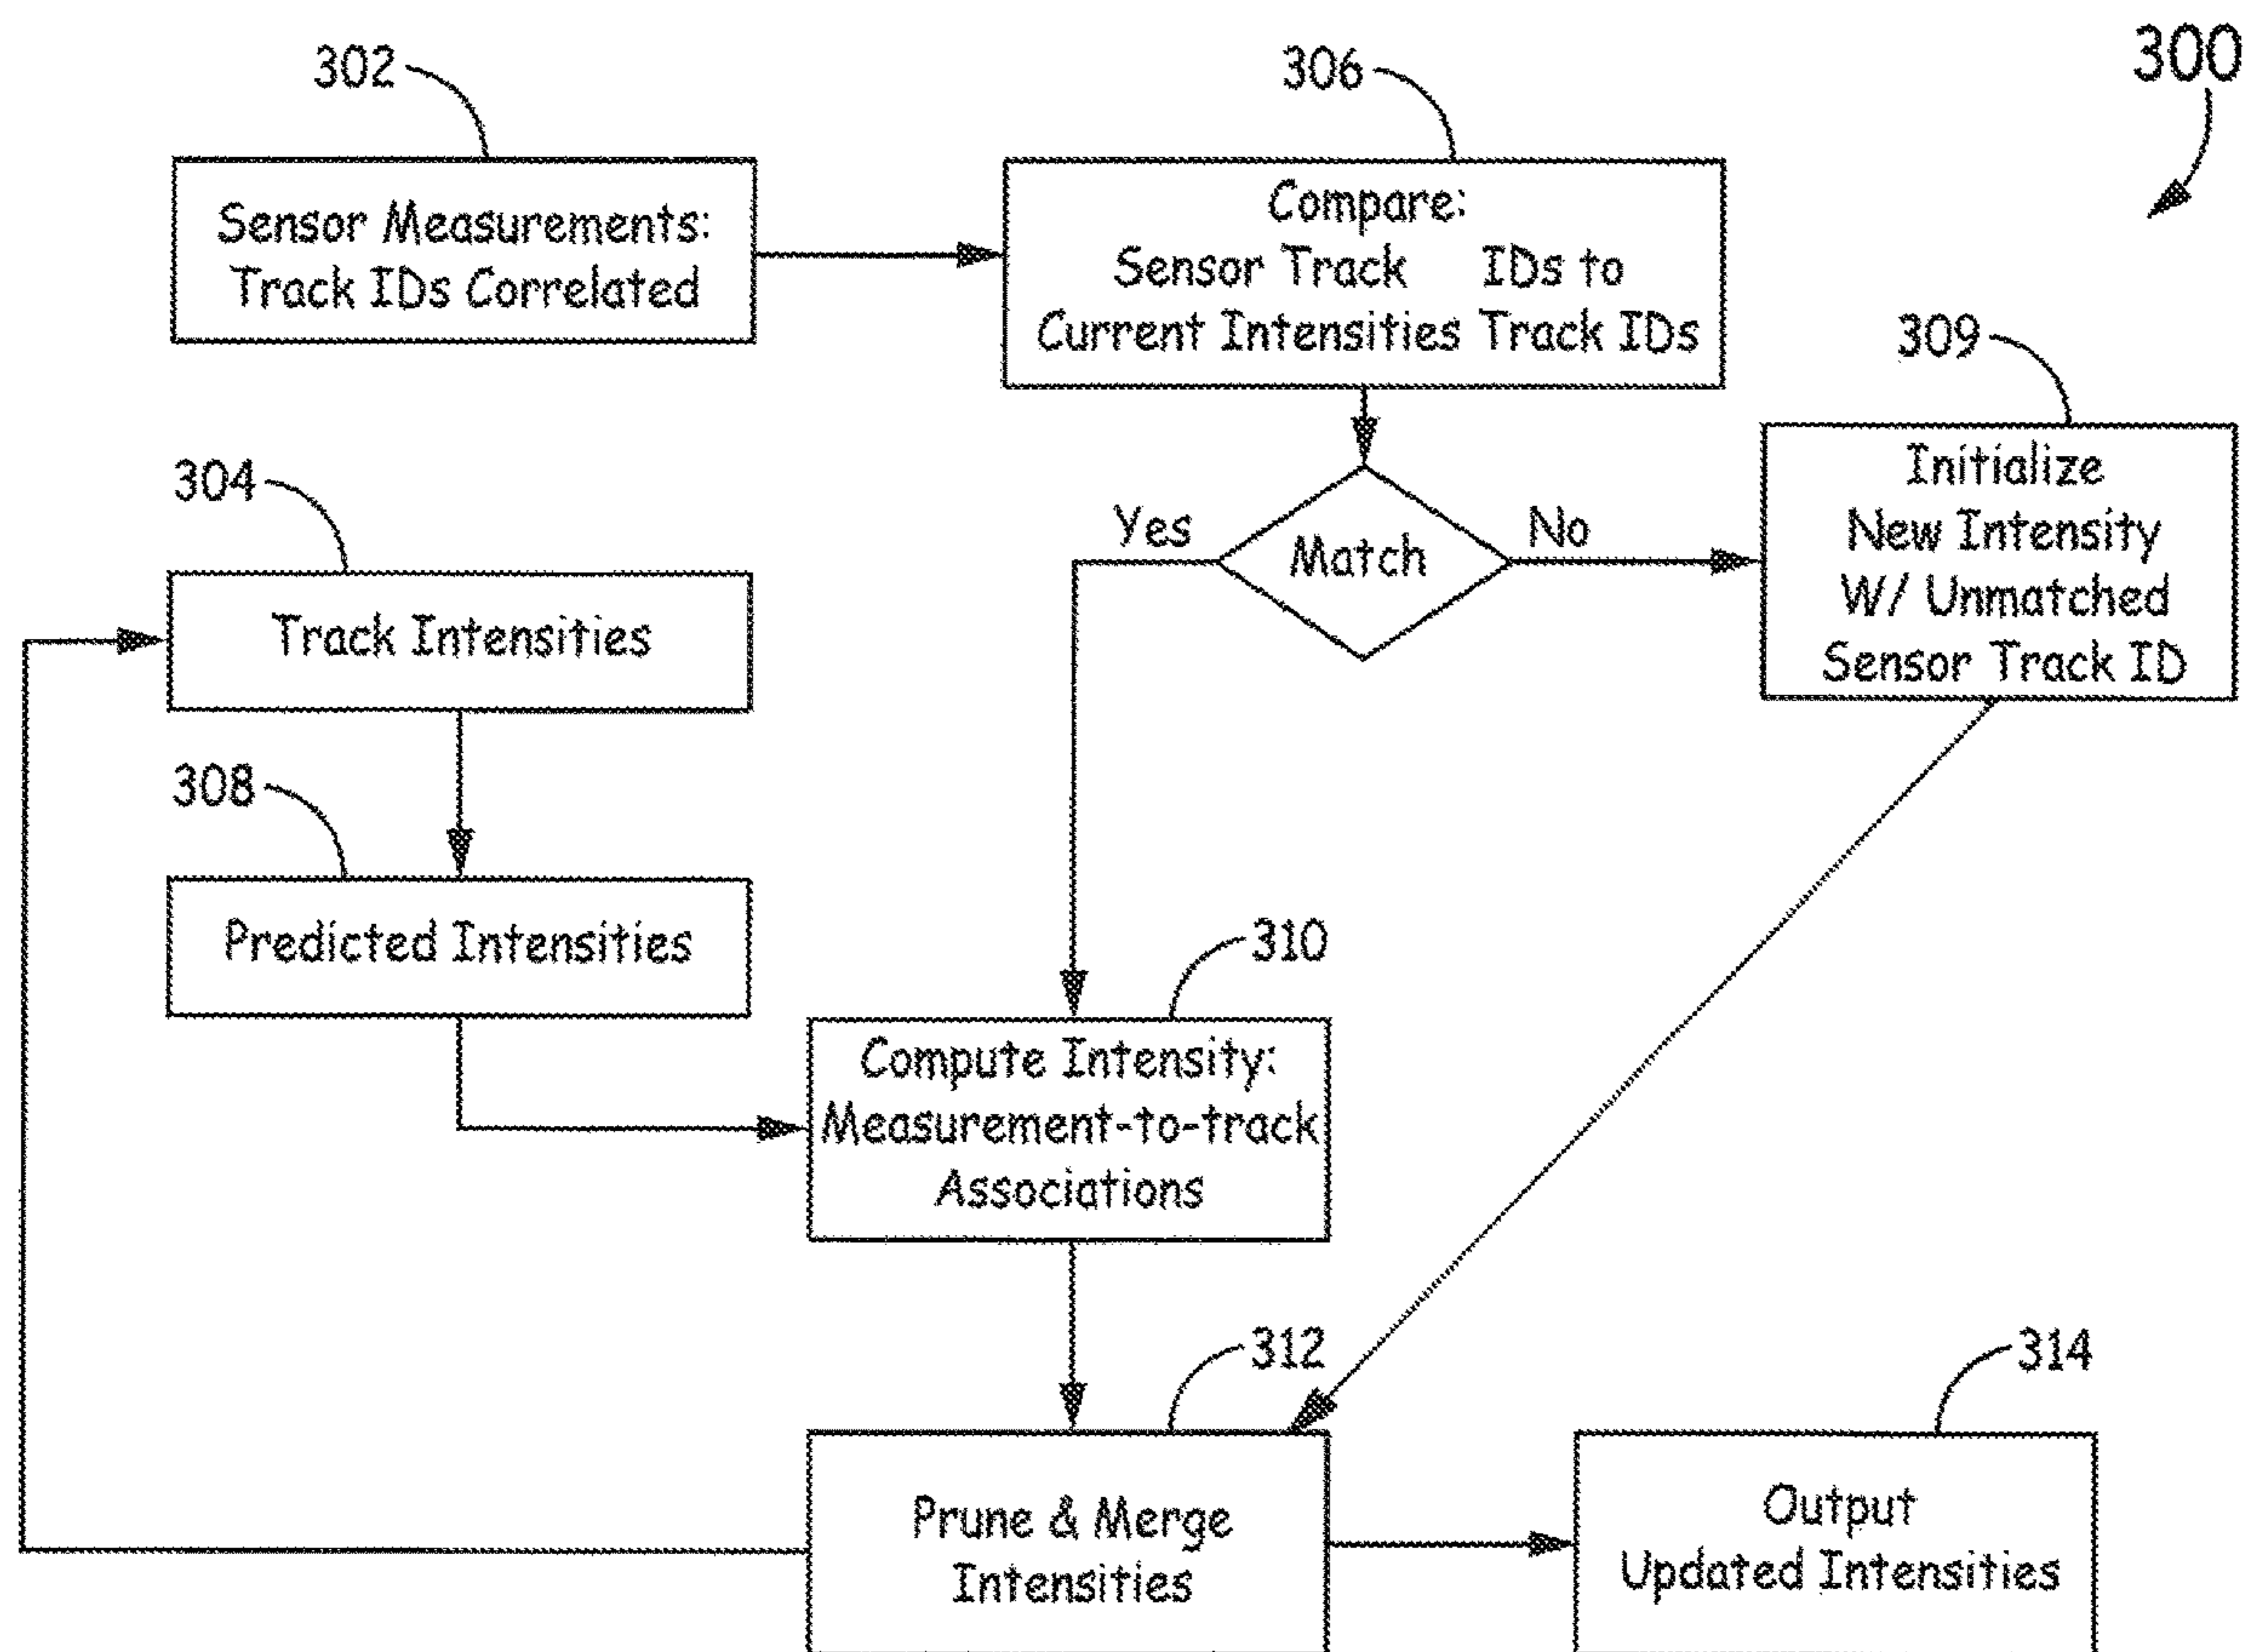 300
302
Sensor Measurements:
Track IDs Correlated
306
Compare:
Sensor Track IDs to
Current Intensities Track IDs
309
Initialize
New Intensity
W/ Unmatched
Sensor Track ID
Yes
Match
No
304
Track Intensities
308
Predicted Intensities
310
Compute Intensity:
Measurement-to-track
Associations
312
Prune & Merge
Intensities
314
Output
Updated Intensities